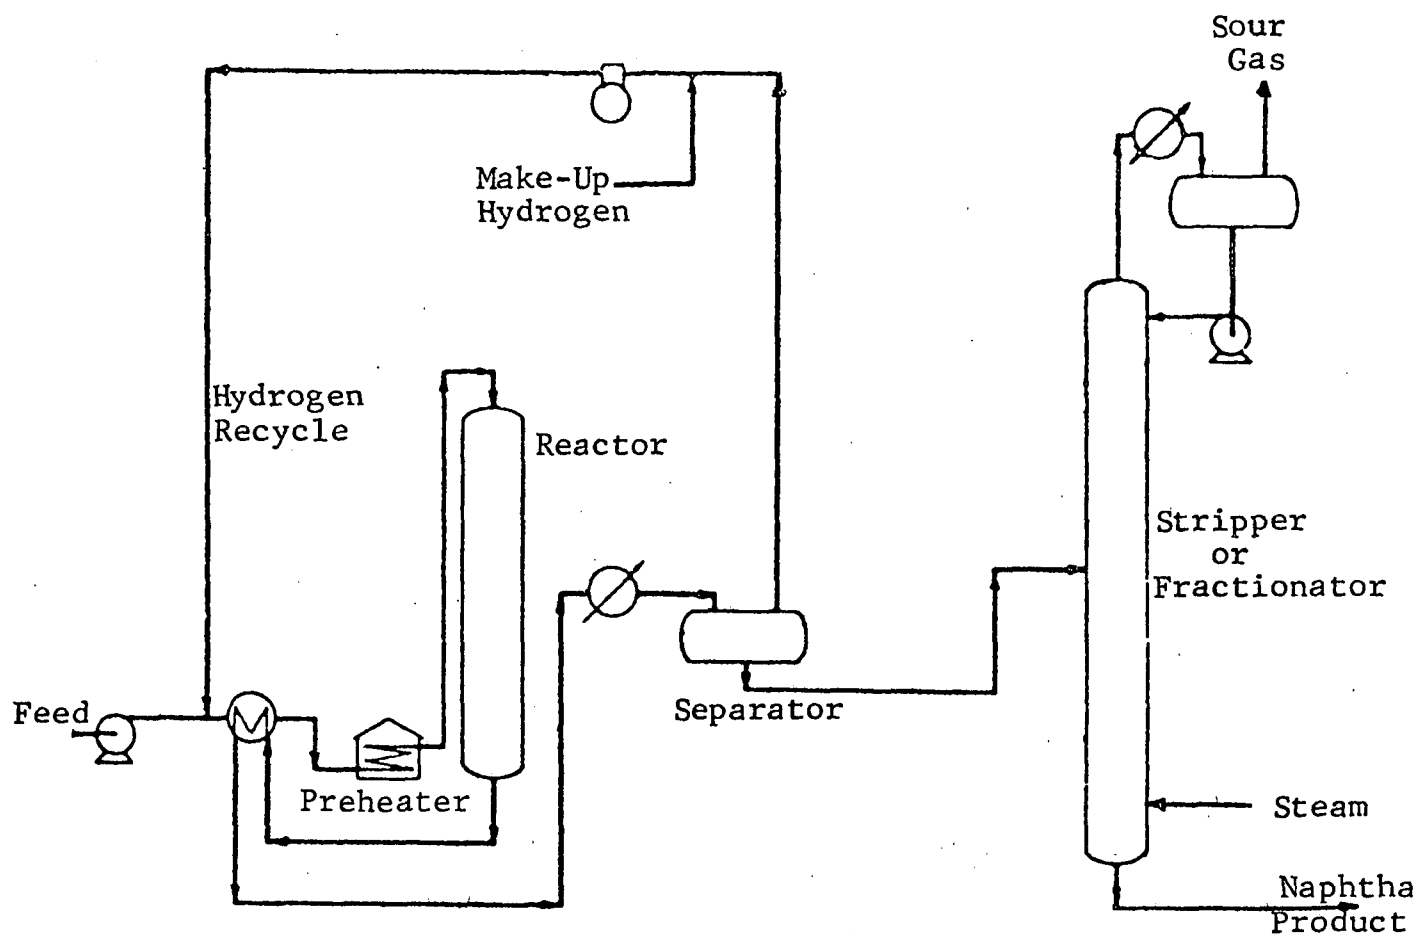 Sour
Gas
Make-Up
Hydrogen
Hydrogen
Recycle
Reactor
Stripper
or
Fractionator
Feed
Separator
Preheater
Steam
Naphtha
Product